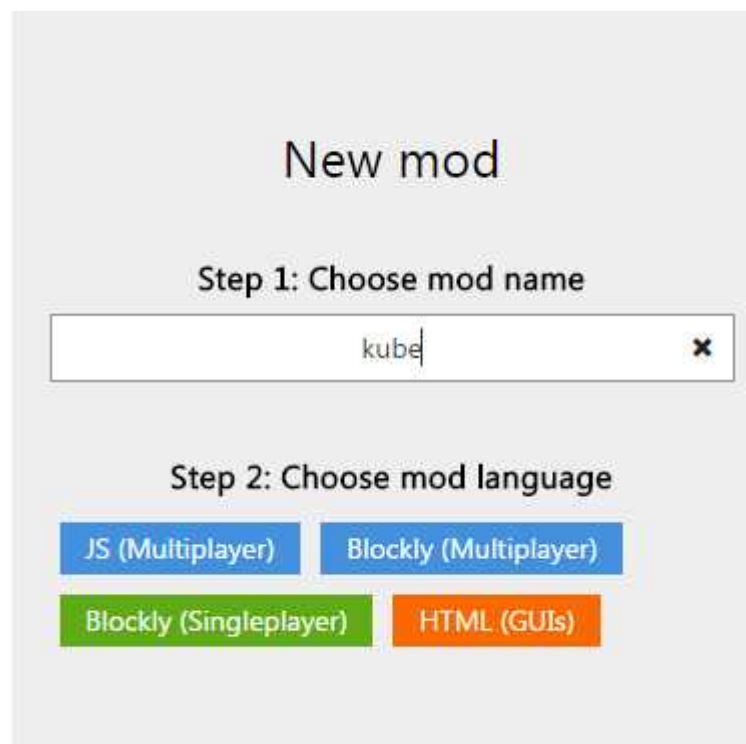 New mod
Step 1: Choose mod name
kube
Step 2: Choose mod language
JS (Multiplayer) Blockly (Multiplayer)
Blockly (Singleplayer) HTML (GUIs)